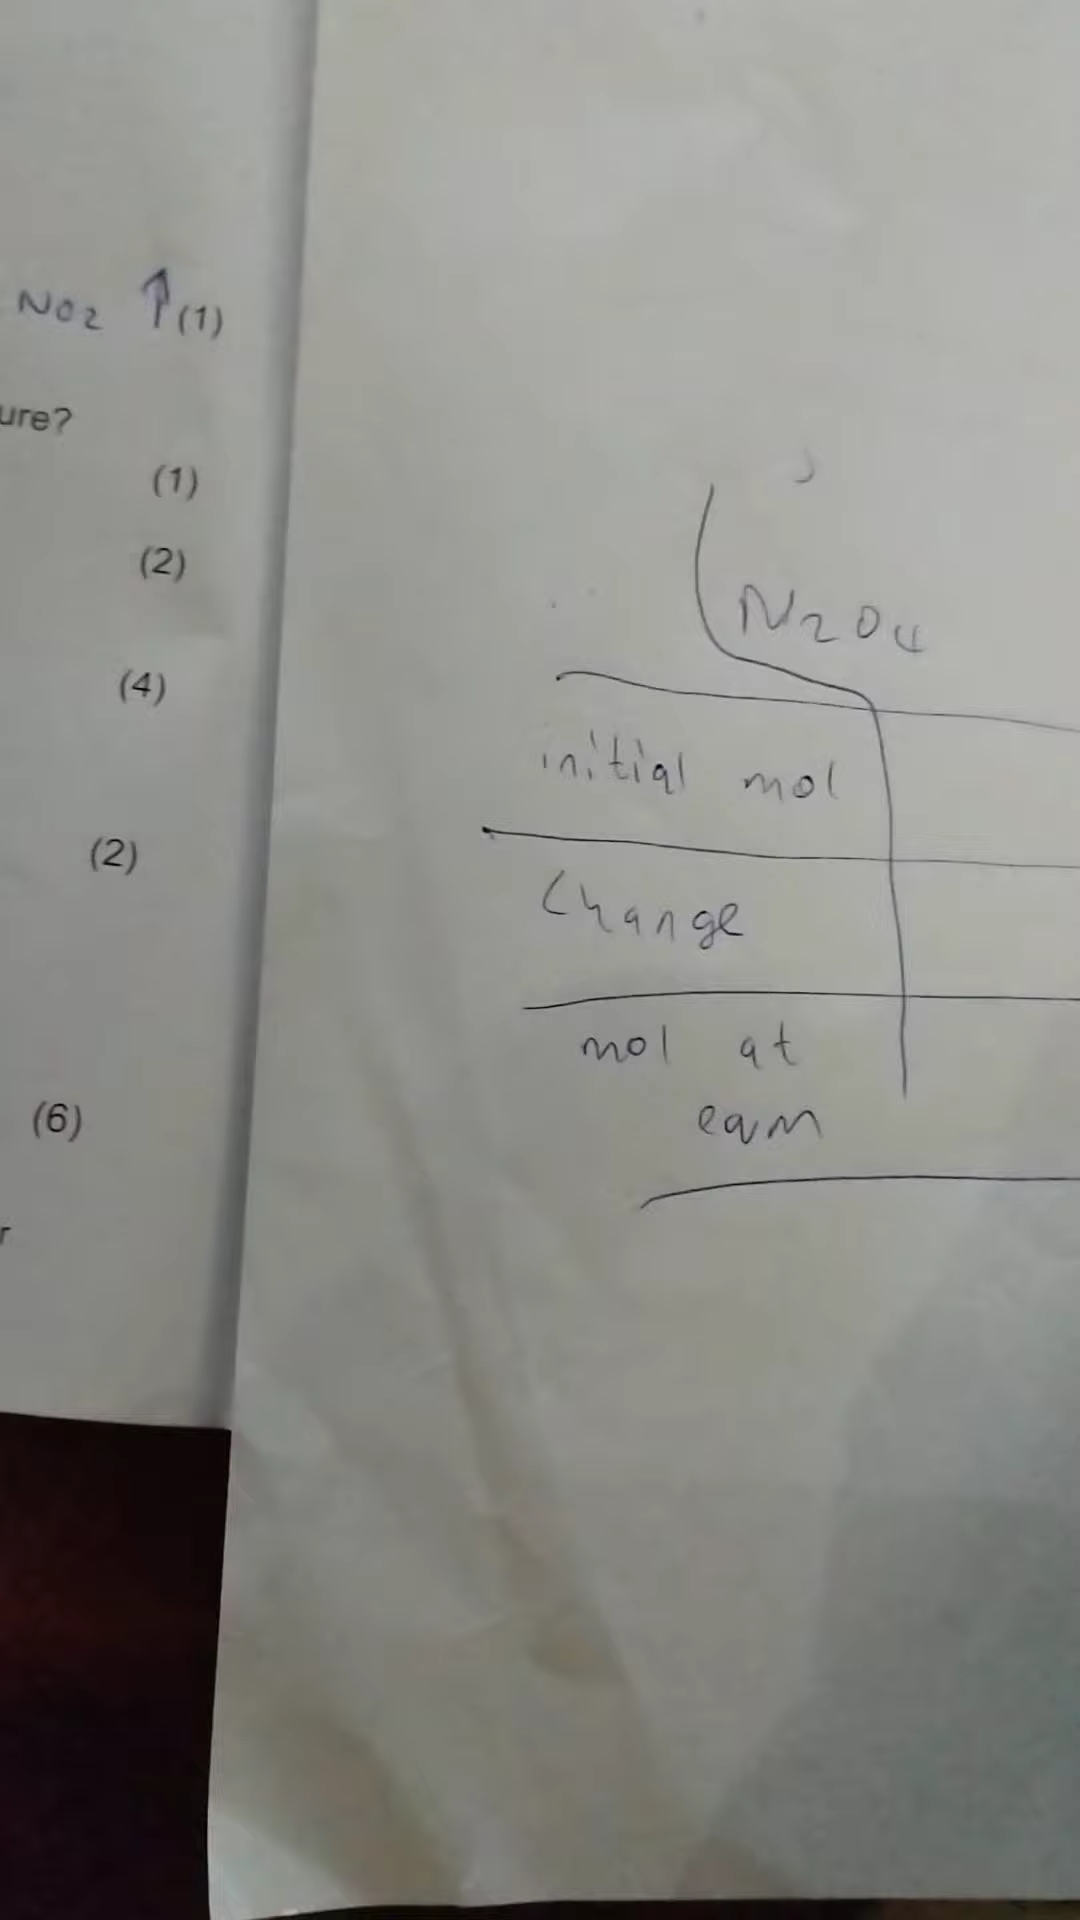 NO2 ↑ (1)
ure?
(1)
(2)
(4)
(2)
(6)
r
N2O4
initial mol
Change
mol at
eqm